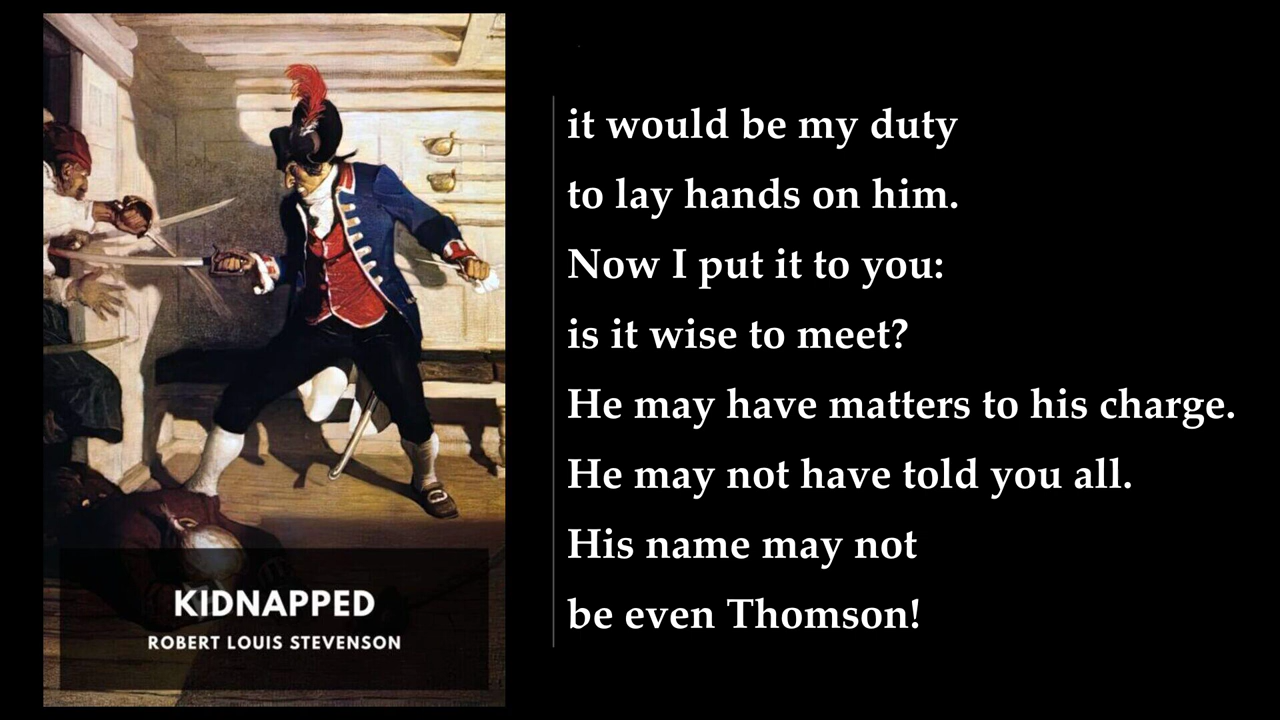 KIDNAPPED
ROBERT LOUIS STEVENSON
it would be my duty
to lay hands on him.
Now I put it to you:
is it wise to meet?
He may have matters to his charge.
He may not have told you all.
His name may not
be even Thomson!